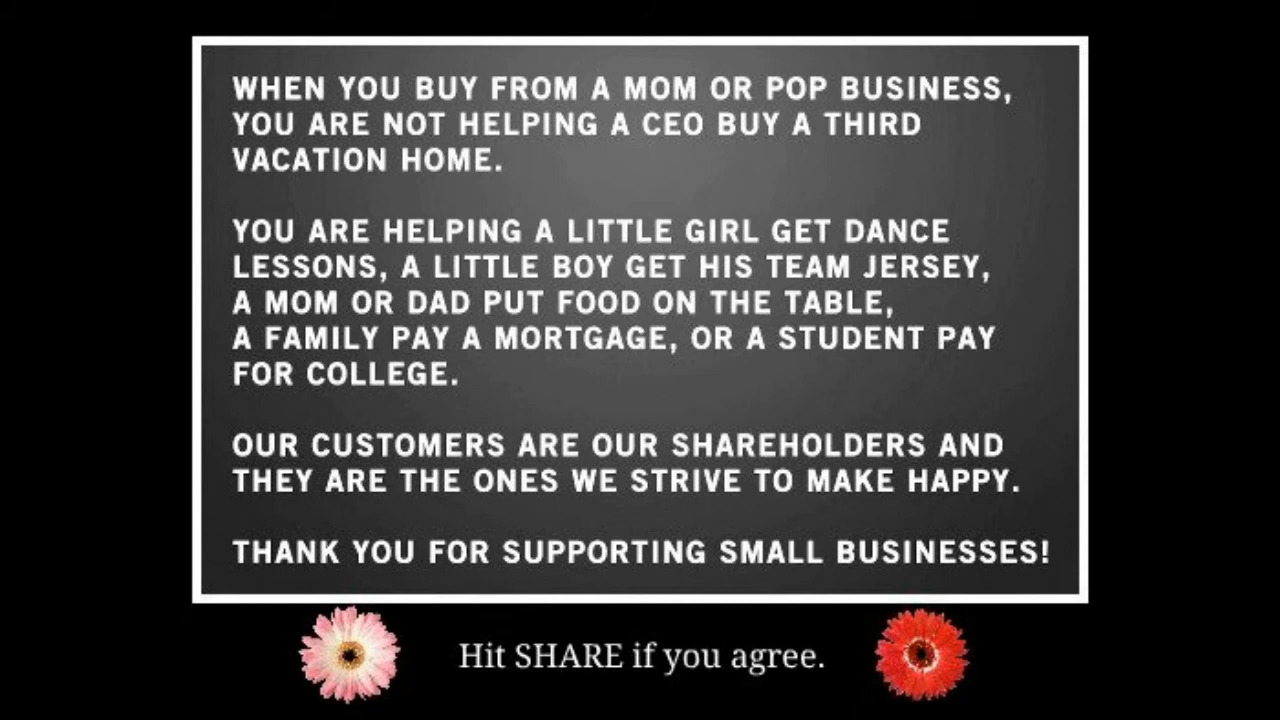 WHEN YOU BUY FROM A MOM OR POP BUSINESS,
YOU ARE NOT HELPING A CEO BUY A THIRD
VACATION HOME.
YOU ARE HELPING A LITTLE GIRL GET DANCE
LESSONS, A LITTLE BOY GET HIS TEAM JERSEY,
A MOM OR DAD PUT FOOD ON THE TABLE,
A FAMILY PAY A MORTGAGE, OR A STUDENT PAY
FOR COLLEGE.
OUR CUSTOMERS ARE OUR SHAREHOLDERS AND
THEY ARE THE ONES WE STRIVE TO MAKE HAPPY.
THANK YOU FOR SUPPORTING SMALL BUSINESSES!
Hit SHARE if you agree.